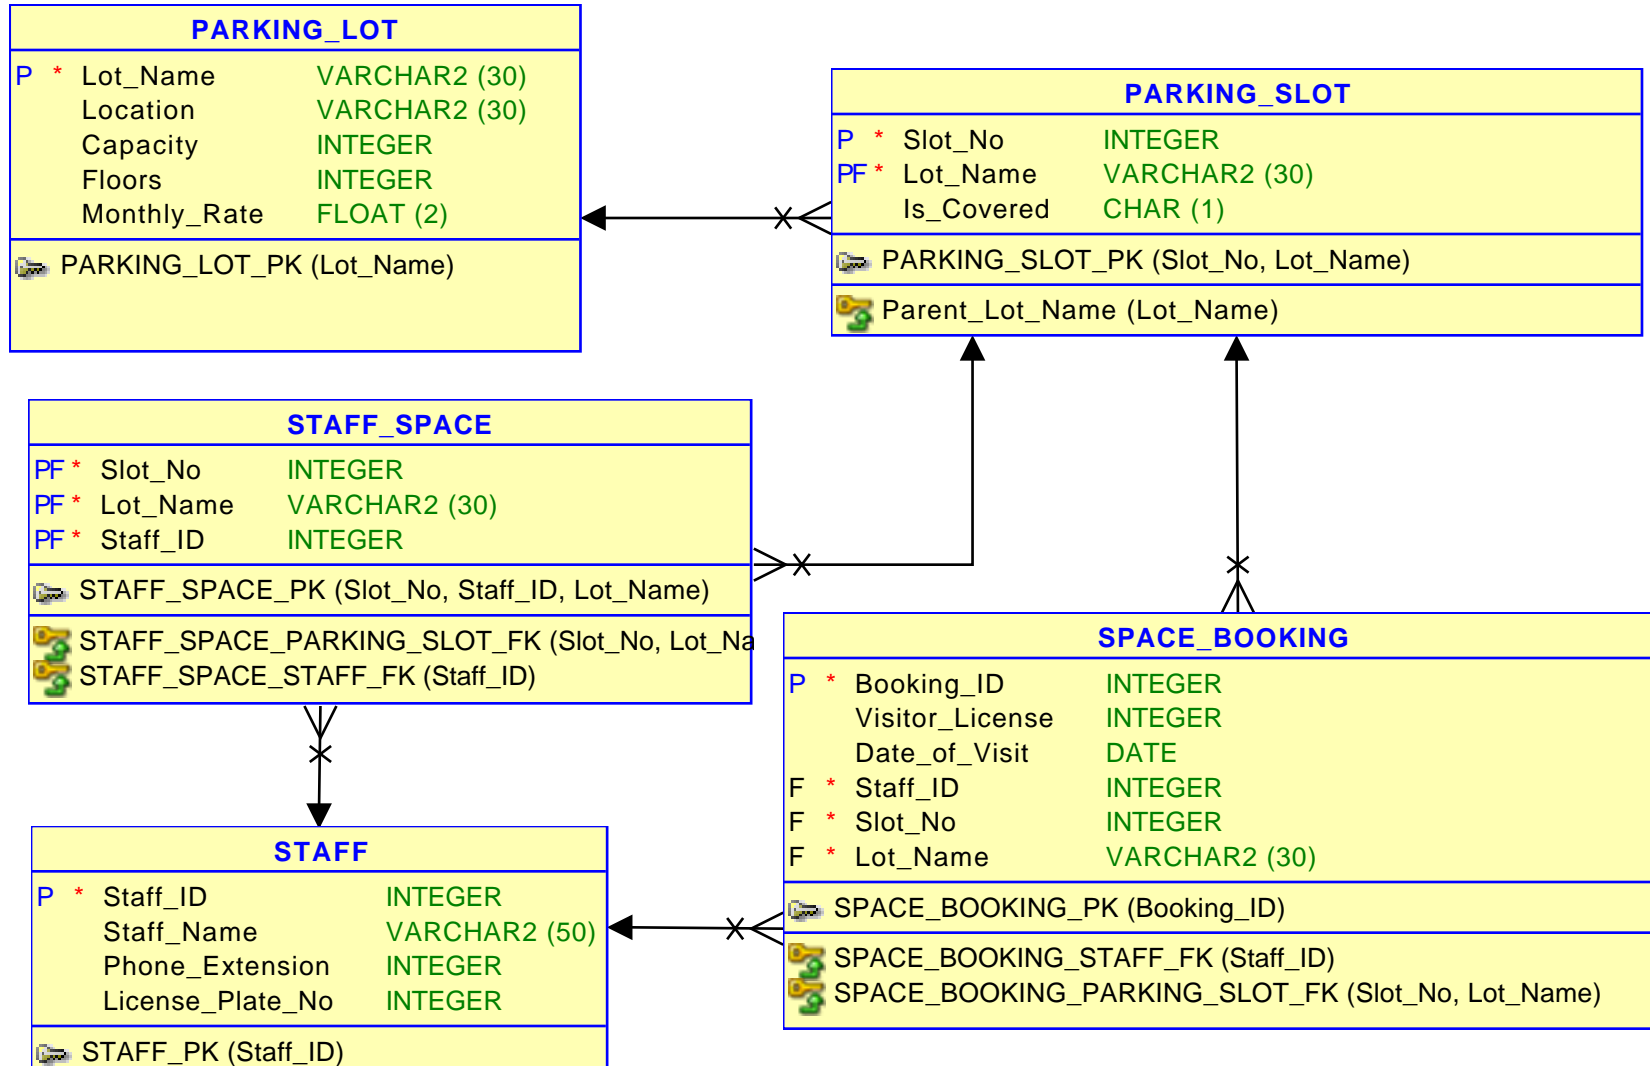 PARKING_LOT
P * Lot_Name VARCHAR2 (30)
Location VARCHAR2 (30)
Capacity INTEGER
Floors INTEGER
Monthly_Rate FLOAT (2)
PARKING_LOT_PK (Lot_Name)
PARKING_SLOT
P * Slot_No INTEGER
PF * Lot_Name VARCHAR2 (30)
Is_Covered CHAR (1)
PARKING_SLOT_PK (Slot_No, Lot_Name)
Parent_Lot_Name (Lot_Name)
STAFF_SPACE
PF * Slot_No INTEGER
PF * Lot_Name VARCHAR2 (30)
PF * Staff_ID INTEGER
STAFF_SPACE_PK (Slot_No, Staff_ID, Lot_Name)
STAFF_SPACE_PARKING_SLOT_FK (Slot_No, Lot_Na
STAFF_SPACE_STAFF_FK (Staff_ID)
SPACE_BOOKING
P * Booking_ID INTEGER
Visitor_License INTEGER
Date_of_Visit DATE
F * Staff_ID INTEGER
F * Slot_No INTEGER
F * Lot_Name VARCHAR2 (30)
SPACE_BOOKING_PK (Booking_ID)
SPACE_BOOKING_STAFF_FK (Staff_ID)
SPACE_BOOKING_PARKING_SLOT_FK (Slot_No, Lot_Name)
STAFF
P * Staff_ID INTEGER
Staff_Name VARCHAR2 (50)
Phone_Extension INTEGER
License_Plate_No INTEGER
STAFF_PK (Staff_ID)